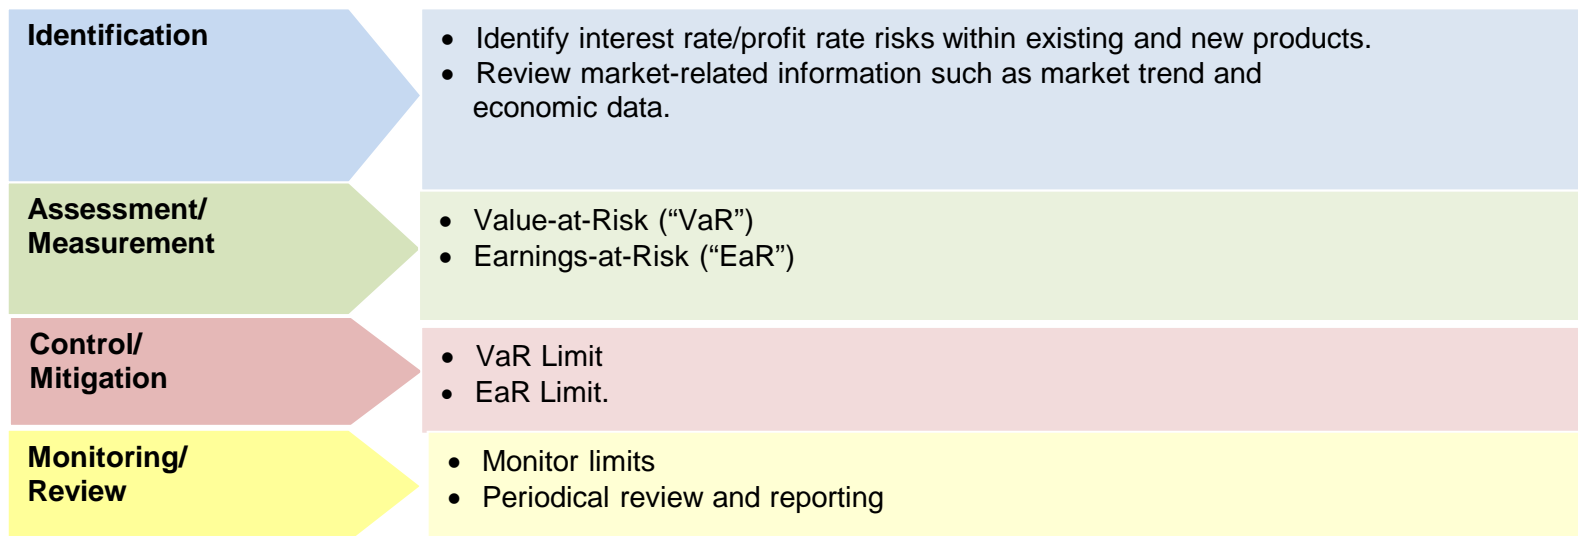 Identification
• Identify interest rate/profit rate risks within existing and new products.
• Review market-related information such as market trend and
economic data.
Assessment/
Measurement
• Value-at-Risk (“VaR”)
• Earnings-at-Risk (“EaR”)
Control/
Mitigation
• VaR Limit
• EaR Limit.
Monitoring/
Review
• Monitor limits
• Periodical review and reporting